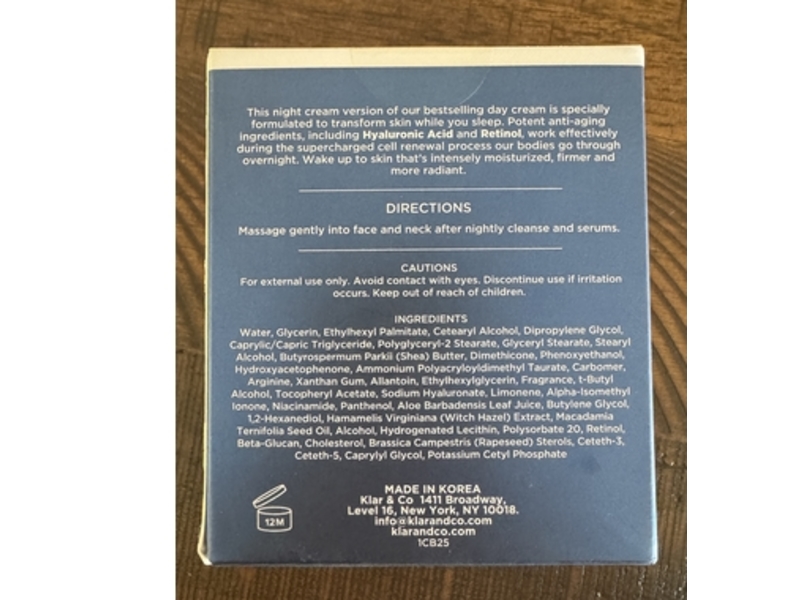 This night cream version of our bestselling day cream is specially
formulated to transform skin while you sleep. Potent anti-aging
ingredients, including Hyaluronic Acid and Retinol, work effectively
during the supercharged cell renewal process our bodies go through
overnight. Wake up to skin that's intensely moisturized, firmer and
more radiant.
DIRECTIONS
Massage gently into face and neck after nightly cleanse and serums.
CAUTIONS
For external use only. Avoid contact with eyes. Discontinue use if irritation
occurs. Keep out of reach of children.
INGREDIENTS
Water, Glycerin, Ethylhexyl Palmitate, Cetearyl Alcohol, Dipropylene Glycol,
Caprylic/Capric Triglyceride, Polyglyceryl-2 Stearate, Glyceryl Stearate, Stearyl
Alcohol, Butyrospermum Parkii (Shea) Butter, Dimethicone, Phenoxyethanol,
Hydroxyacetophenone, Ammonium Polyacryloyldimethyl Taurate, Carbomer,
Arginine, Xanthan Gum, Allantoin, Ethylhexylglycerin, Fragrance, t-Butyl
Alcohol, Tocopheryl Acetate, Sodium Hyaluronate, Limonene, Alpha-Isomethyl
Ionone, Niacinamide, Panthenol, Aloe Barbadensis Leaf Juice, Butylene Glycol,
1,2-Hexanediol, Hamamelis Virginiana (Witch Hazel) Extract, Macadamia
Ternifolia Seed Oil, Alcohol, Hydrogenated Lecithin, Polysorbate 20, Retinol,
Beta-Glucan, Cholesterol, Brassica Campestris (Rapeseed) Sterols, Ceteth-3,
Ceteth-5, Caprylyl Glycol, Potassium Cetyl Phosphate
12M
MADE IN KOREA
Klar & Co 1411 Broadway,
Level 16, New York, NY 10018.
info@klarandco.com
klarandco.com
1CB25